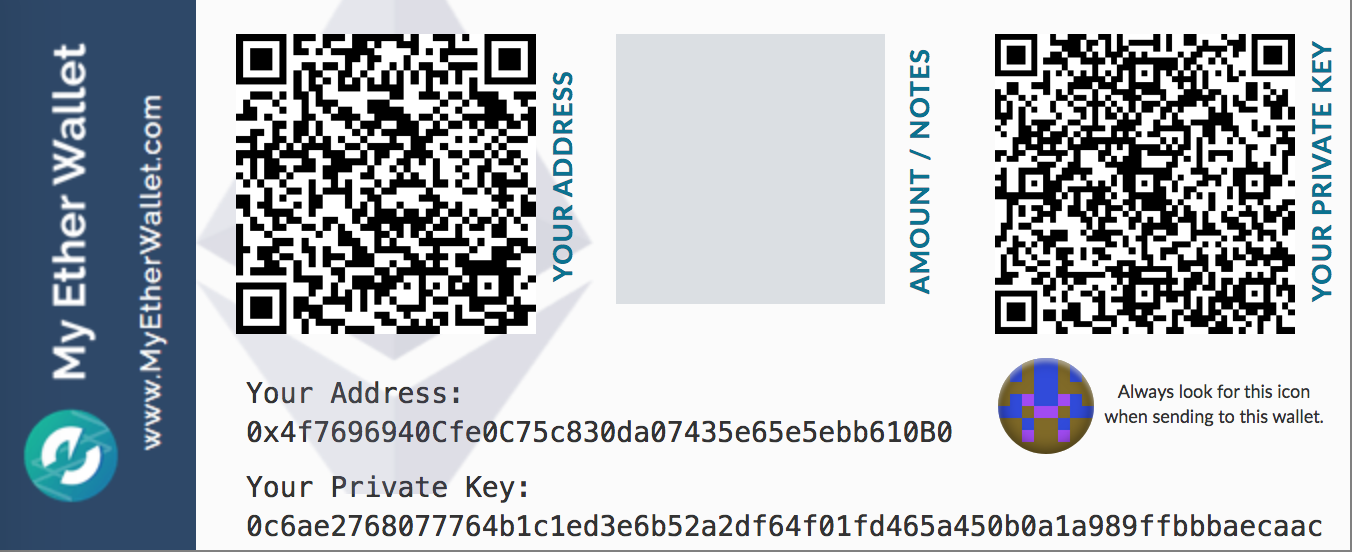 My Ether Wallet
www.MyEtherWallet.com
YOUR ADDRESS
AMOUNT / NOTES
YOUR PRIVATE KEY
Always look for this icon
when sending to this wallet.
Your Address:
0x4f7696940Cfe0C75c830da07435e65e5ebb610B0
Your Private Key:
0c6ae2768077764b1c1ed3e6b52a2df64f01fd465a450b0a1a989ffbbbaecaac